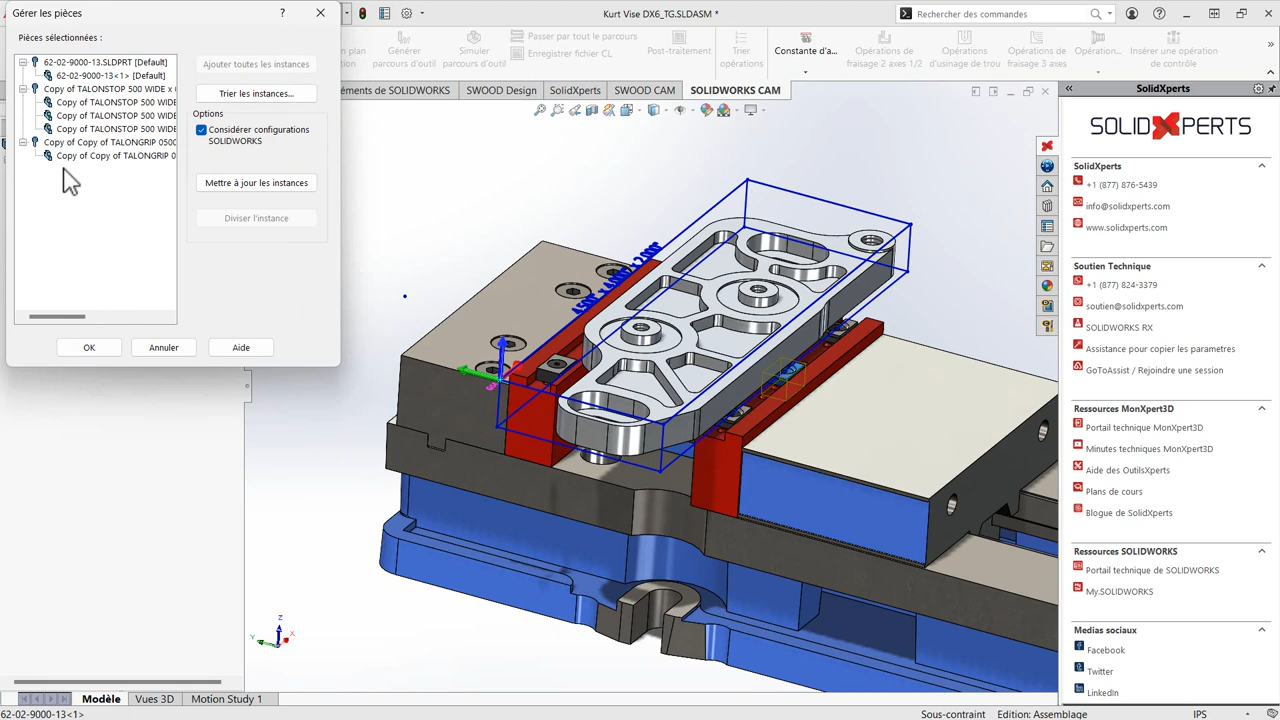 Gérer les pièces
Kurt Vise DX6_TG.SLDASM *
Rechercher des commandes
Pièces sélectionnées :
62-02-9000-13.SLDPRT [Default]
62-02-9000-13<1> [Default]
Copy of TALONSTOP 500 WIDE x
Copy of TALONSTOP 500 WIDE
Copy of TALONSTOP 500 WIDE
Copy of TALONSTOP 500 WIDE
Copy of Copy of TALONGRIP 0500
Copy of Copy of TALONGRIP 0
Ajouter toutes les instances
Trier les instances...
Options
Considérer configurations
SOLIDWORKS
Mettre à jour les instances
Diviser l'instance
OK
Annuler
Aide
Générer
parcours
Simuler
Passer par tout le parcours
Enregistrer fichier CL
Post-traitement
Trier
opérations
Constante d'a...
Opérations de
fraisage 2 axes 1/2
Opérations
d'usinage de trou
Opérations de
fraisage 3 axes
Opération...
Insérer opération
de contrôle
éments de SOLIDWORKS
SWOOD Design
SolidXperts
SWOOD CAM
SOLIDWORKS CAM
SolidXperts
SOLIDXPERTS
SolidXperts
+1 (877) 876-5439
info@solidxperts.com
www.solidxperts.com
Soutien Technique
+1 (877) 824-3379
soutien@solidxperts.com
SOLIDWORKS RX
Assistance pour copier les parametres
GoToAssist / Rejoindre une session
Ressources MonXpert3D
Portail technique MonXpert3D
Minutes techniques MonXpert3D
Aide des OutilsXperts
Plans de cours
Blogue de SolidXperts
Ressources SOLIDWORKS
Portail technique de SOLIDWORKS
My.SOLIDWORKS
Medias sociaux
Facebook
Twitter
LinkedIn
Z
Y
X
Modèle
Vues 3D
Motion Study 1
62-02-9000-13<1>
Sous-contraint
Édition: Assemblage
IPS